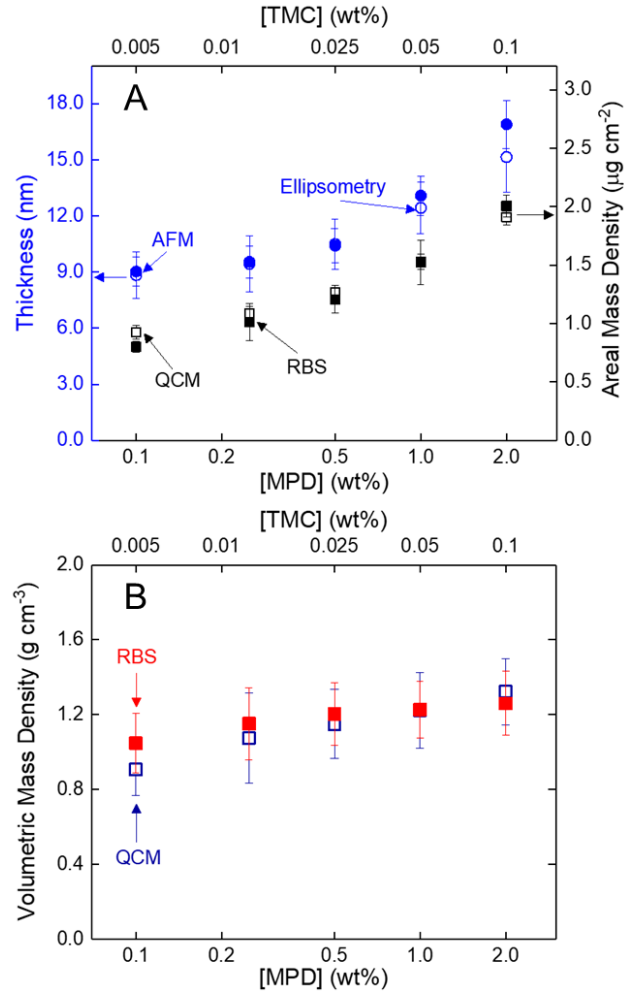 [TMC] (wt%)
0.005 0.01 0.025 0.05 0.1
A
18.0
15.0
12.0
9.0
6.0
3.0
0.0
Thickness (nm)
Ellipsometry
AFM
QCM
RBS
3.0
2.5
2.0
1.5
1.0
0.5
0.0
Areal Mass Density (μg cm-2)
0.1 0.2 0.5 1.0 2.0
[MPD] (wt%)
[TMC] (wt%)
0.005 0.01 0.025 0.05 0.1
B
2.0
1.6
1.2
0.8
0.4
0.0
Volumetric Mass Density (g cm-3)
RBS
QCM
0.1 0.2 0.5 1.0 2.0
[MPD] (wt%)